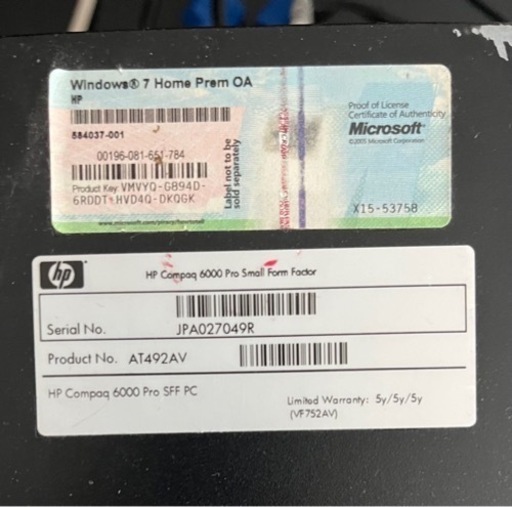 Windows® 7 Home Prem OA
HP
584037-001
00196-081-651-784
Product Key VMVYQ-G894D-
6RDDT-HVD4Q-DKQGK
Label not to be
sold separately
Proof of License
Certificate of Authenticity
Microsoft®
©2005 Microsoft Corporation
X15-53758
hp
HP Compaq 6000 Pro Small Form Factor
Serial No. JPA027049R
Product No. AT492AV
HP Compaq 6000 Pro SFF PC
Limited Warranty: 5y/5y/5y
(VF752AV)